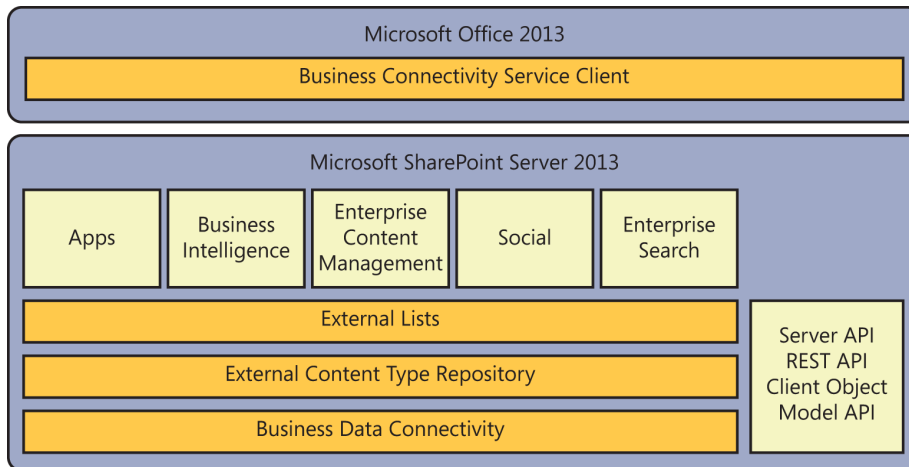 Microsoft Office 2013
Business Connectivity Service Client
Microsoft SharePoint Server 2013
Apps
Business
Intelligence
Enterprise
Content
Management
Social
Enterprise
Search
External Lists
External Content Type Repository
Business Data Connectivity
Server API
REST API
Client Object
Model API